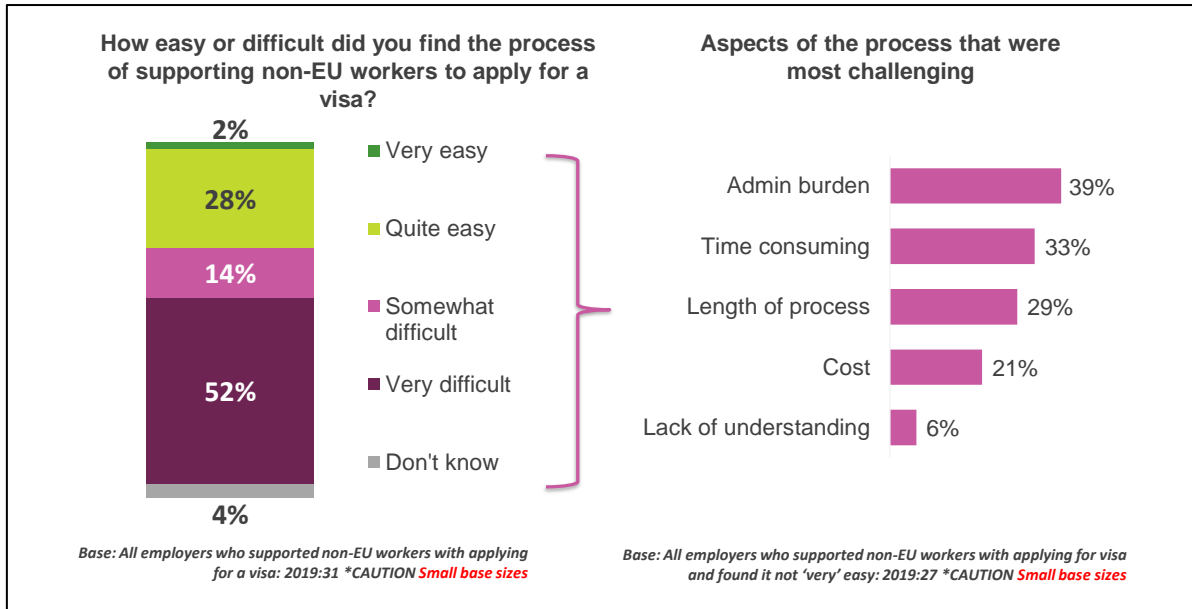 How easy or difficult did you find the process
of supporting non-EU workers to apply for a
visa?
2%
28%
14%
52%
4%
Very easy
Quite easy
Somewhat
difficult
Very difficult
Don't know
Base: All employers who supported non-EU workers with applying
for a visa: 2019:31 *CAUTION Small base sizes
Aspects of the process that were
most challenging
Admin burden 39%
Time consuming 33%
Length of process 29%
Cost 21%
Lack of understanding 6%
Base: All employers who supported non-EU workers with applying for visa
and found it not ‘very’ easy: 2019:27 *CAUTION Small base sizes